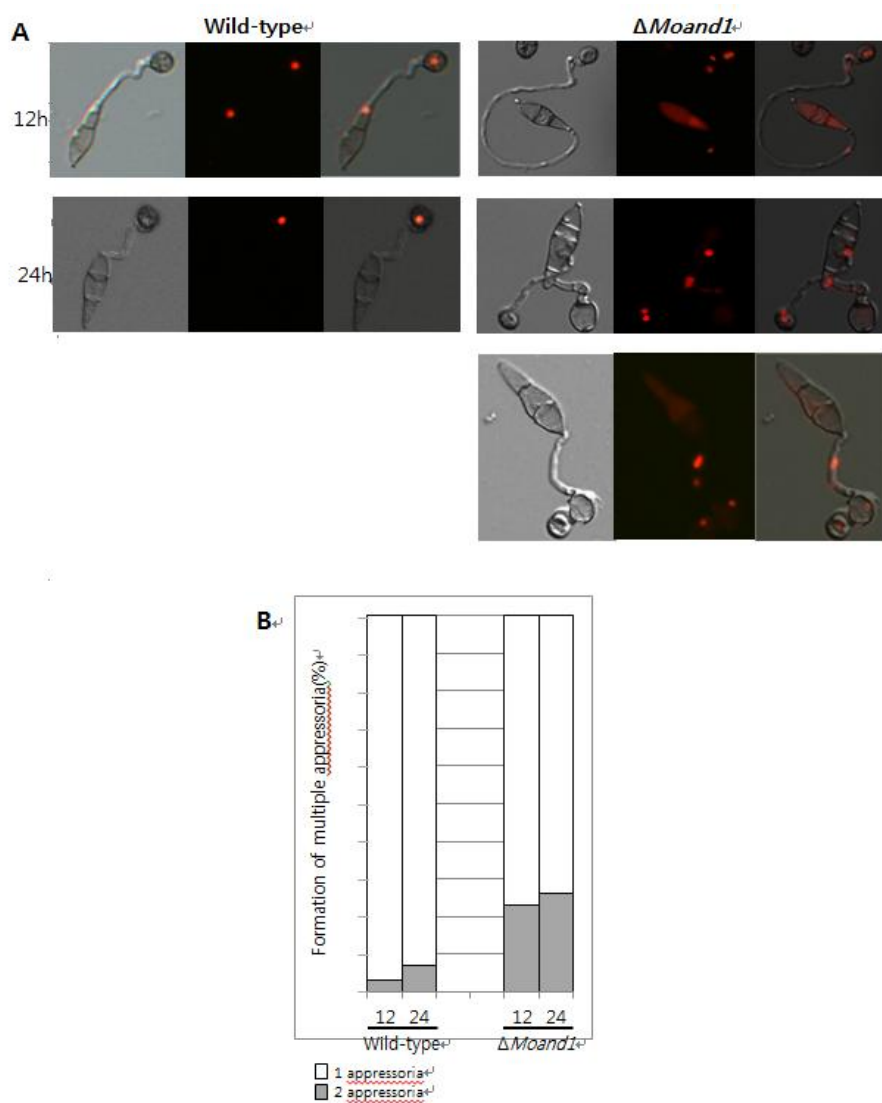 A
Wild-type↵
ΔMoand1↵
12h
24h
B↵
Formation of multiple appressoria(%)↵
12 24 12 24
Wild-type↵ ΔMoand1↵
1 appressoria↵
2 appressoria↵